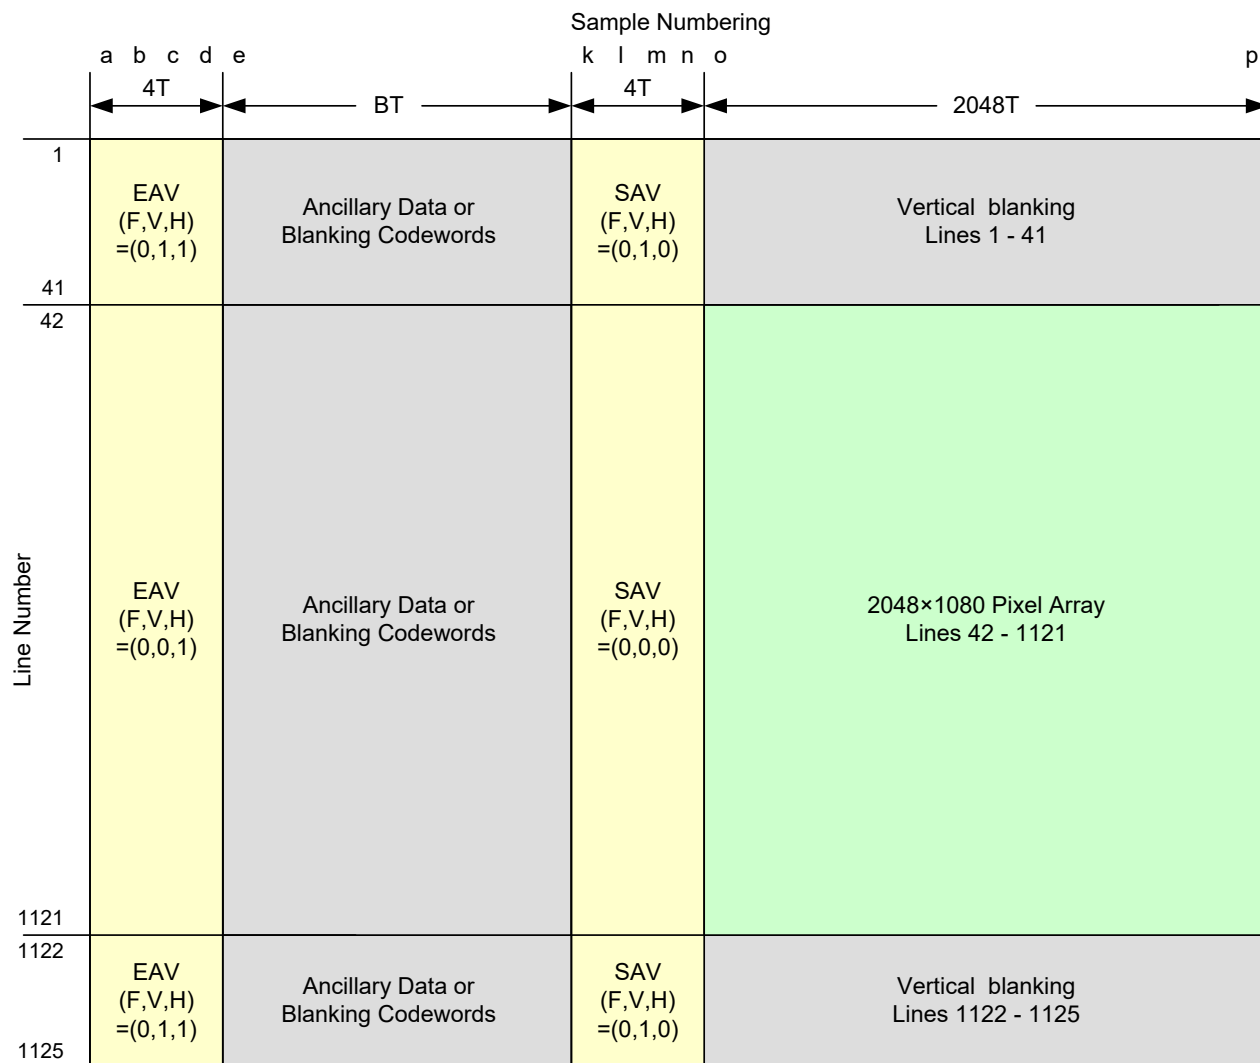 Sample Numbering
a b c d e k l m n o p
4T BT 4T 2048T
1
EAV
(F,V,H)
=(0,1,1)
Ancillary Data or
Blanking Codewords
SAV
(F,V,H)
=(0,1,0)
Vertical blanking
Lines 1 - 41
41
42
Line Number
EAV
(F,V,H)
=(0,0,1)
Ancillary Data or
Blanking Codewords
SAV
(F,V,H)
=(0,0,0)
2048×1080 Pixel Array
Lines 42 - 1121
1121
1122
EAV
(F,V,H)
=(0,1,1)
Ancillary Data or
Blanking Codewords
SAV
(F,V,H)
=(0,1,0)
Vertical blanking
Lines 1122 - 1125
1125